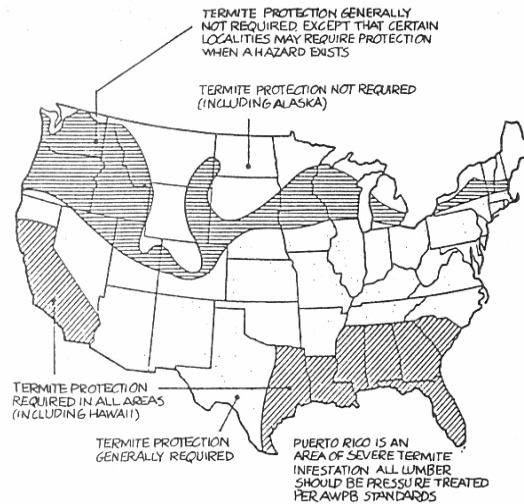 TERMITE PROTECTION GENERALLY
NOT REQUIRED, EXCEPT THAT CERTAIN
LOCALITIES MAY REQUIRE PROTECTION
WHEN A HAZARD EXISTS
TERMITE PROTECTION NOT REQUIRED
(INCLUDING ALASKA)
TERMITE PROTECTION
REQUIRED IN ALL AREAS
(INCLUDING HAWAII)
TERMITE PROTECTION
GENERALLY REQUIRED
PUERTO RICO IS AN
AREA OF SEVERE TERMITE
INFESTATION ALL LUMBER
SHOULD BE PRESSURE TREATED
PER AWPB STANDARDS